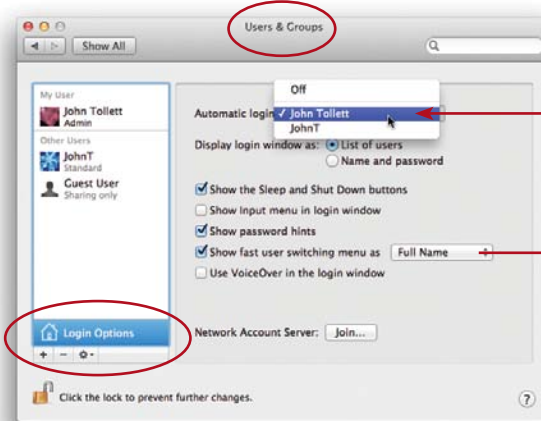 Users & Groups
Show All
Off
My User
John Tollett
Admin
Automatic login
✓ John Tollett
JohnT
Other Users
JohnT
Standard
Guest User
Sharing only
Display login window as:
List of users
Name and password
Show the Sleep and Shut Down buttons
Show Input menu in login window
Show password hints
Show fast user switching menu as
Full Name
Use VoiceOver in the login window
Login Options
Network Account Server:
Join...
+ −
Click the lock to prevent further changes.
?